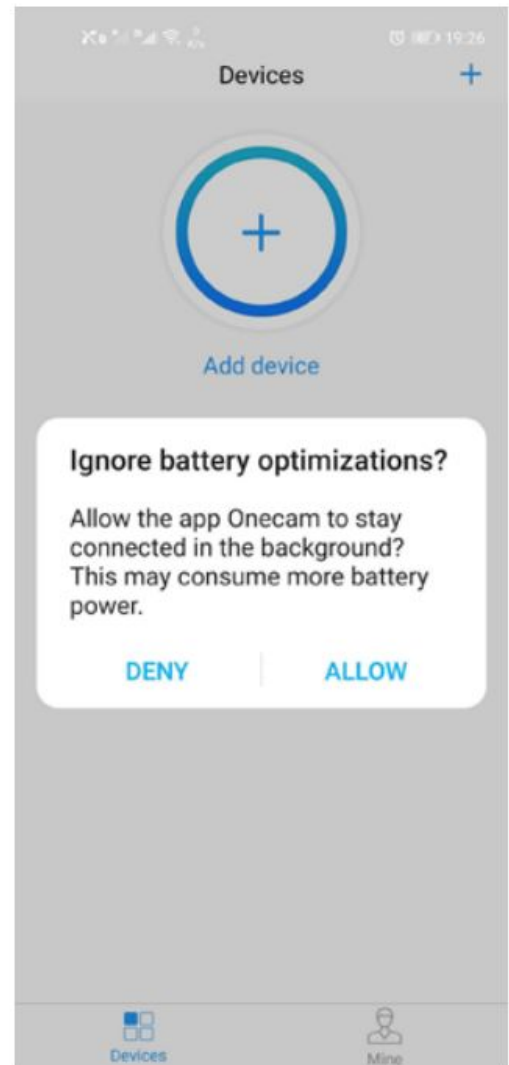 19:26
Devices
Add device
Ignore battery optimizations?
Allow the app Onecam to stay
connected in the background?
This may consume more battery
power.
DENY
ALLOW
Devices
Mine